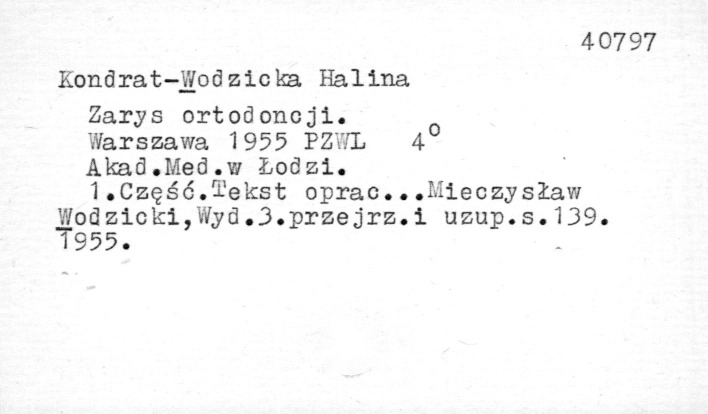 40797
Kondrat-Wodzicka Halina
Zarys ortodoncji.
Warszawa 1955 PZWL 4°
Akad.Med.w Łodzi.
1.Część.Tekst oprac...Mieczysław
Wodzicki,Wyd.3.przejrz.i uzup.s.139.
1955.